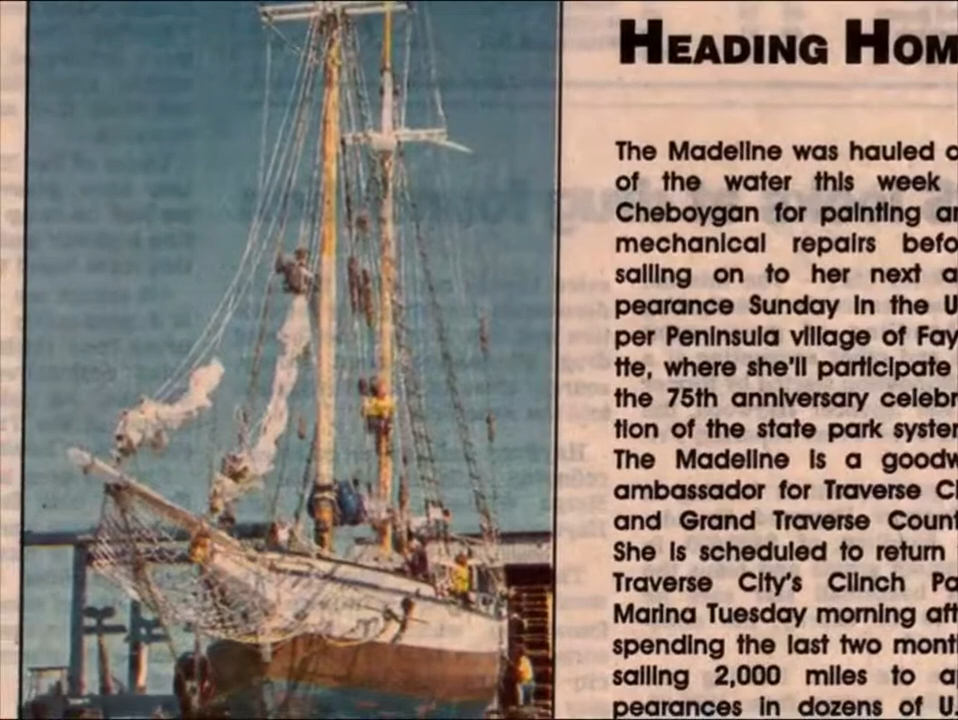 HEADING HOM
The Madeline was hauled o
of the water this week
Cheboygan for painting an
mechanical repairs befo
sailing on to her next a
pearance Sunday in the U
per Peninsula village of Fay
tte, where she'll participate
the 75th anniversary celebr
tion of the state park system
The Madeline is a goodw
ambassador for Traverse Ci
and Grand Traverse Count
She is scheduled to return
Traverse City's Clinch Pa
Marina Tuesday morning aft
spending the last two mont
sailing 2,000 miles to a
pearances in dozens of U.